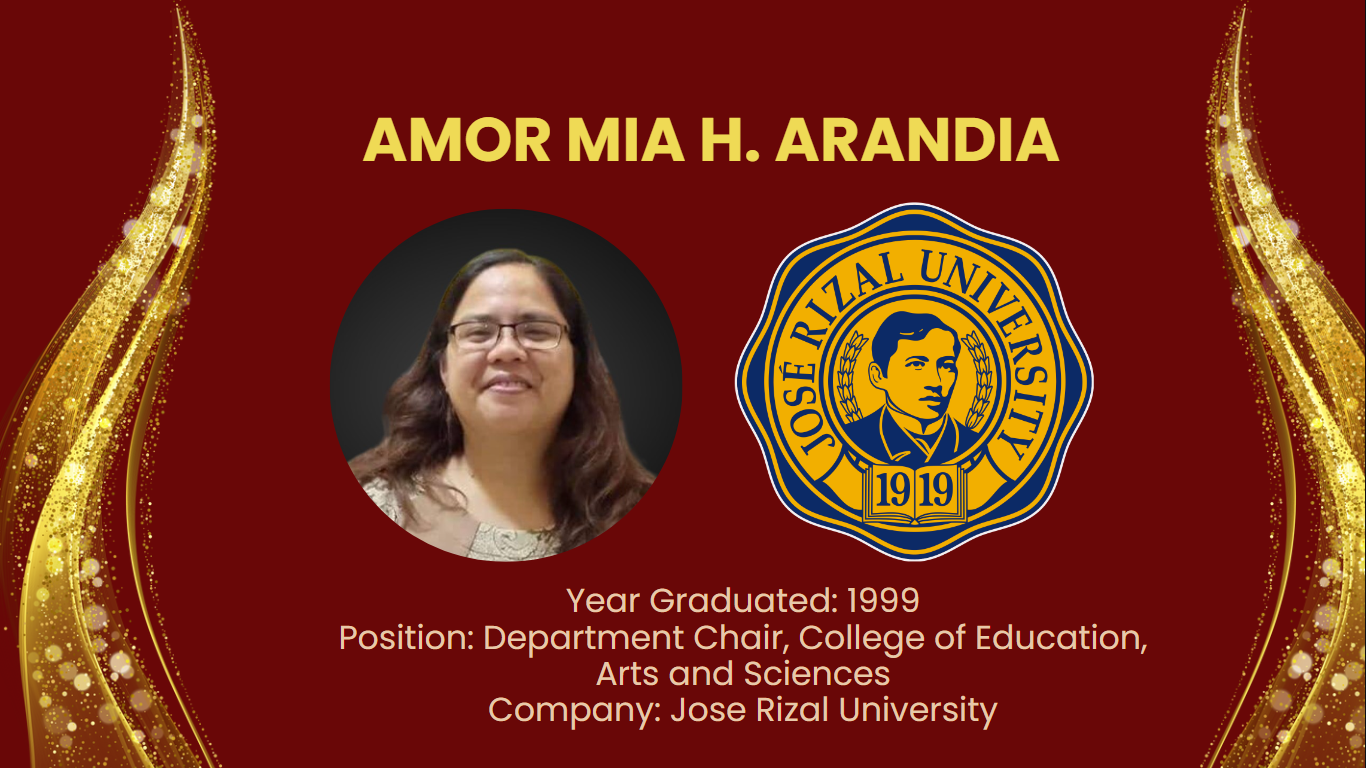 AMOR MIA H. ARANDIA
JOSÉ RIZAL UNIVERSITY
1919
Year Graduated: 1999
Position: Department Chair, College of Education,
Arts and Sciences
Company: Jose Rizal University